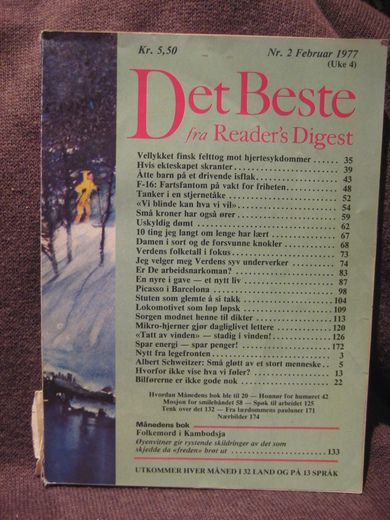 Kr. 5,50
Nr. 2 Februar 1977
(Uke 4)
Det Beste
fra Reader's Digest
Vellykket finsk felttog mot hjertesykdommer ...... 35
Hvis ekteskapet skranter ...... 39
Åtte barn på et drivende isflak ...... 43
F-16: Fartsfantom på vakt for friheten ...... 48
Tanker i en stjernetåke ...... 52
«Vi blinde kan hva vi vil» ...... 54
Små kroner har også ører ...... 59
Uskyldig dømt ...... 62
10 ting jeg langt om lenge har lært ...... 67
Damen i sort og de forsvunne knokler ...... 68
Verdens folketall i fokus ...... 73
Jeg velger meg Verdens syv underverker ...... 74
Er De arbeidsnarkoman? ...... 83
En nyre i gave — et nytt liv ...... 87
Picasso i Barcelona ...... 98
Stuten som glemte å si takk ...... 104
Lokomotivet som løp løpsk ...... 109
Sorgen modnet henne til dikter ...... 113
Mikro-hjerner gjør dagliglivet lettere ...... 120
«Tatt av vinden» — stadig i vinden! ...... 126
Spar energi — spar penger! ...... 172
Nytt fra legefronten ...... 3
Albert Schweitzer: Små gløtt av et stort menneske .. 5
Hvorfor ikke vise hva vi føler? ...... 13
Bilførerne er ikke gode nok ...... 22
Hvordan Månedens bok ble til 20 — Honnør for humøret 42
Mosjon for smilebåndet 58 — Spøk til arbeidet 125
Tenk over det 132 — Fra lærdommens pauluner 171
Nærbilder 174
Månedens bok
Folkemord i Kambodsja
Øyenvitner gir rystende skildringer av det som
skjedde da «freden» brøt ut ...... 133
UTKOMMER HVER MÅNED I 32 LAND OG PÅ 13 SPRÅK